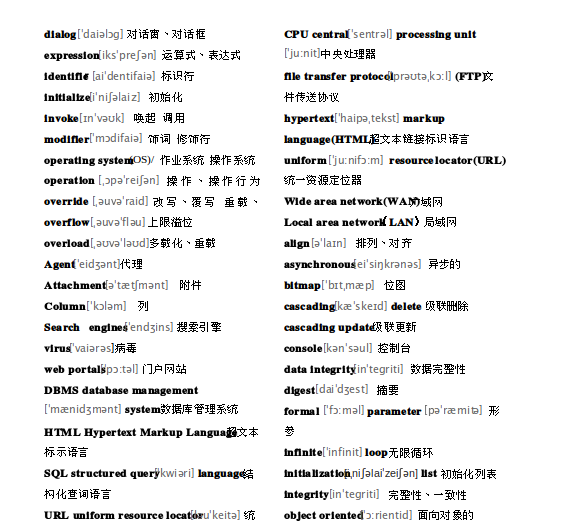 dialog['daiəlɒg] 对话窗、对话框
expression[iks'preʃən] 运算式、表达式
identifier [ai'dentifaiə] 标识符
initialize[i'niʃəlaiz] 初始化
invoke[ɪn'vəʊk] 唤起 调用
modifier['mɔdifaiə] 饰词 修饰符
operating system(OS)/ 作业系统 操作系统
operation [ˌɔpə'reiʃən] 操作、操作行为
override [ˌəuvə'raid] 改写、覆写 重载、
overflow[ˌəʊvə'fləu]上限溢位
overload[ˌəʊvə'ləʊd]多载化、重载
Agent['eidʒənt]代理
Attachment[ə'tætʃmənt] 附件
Column['kɔləm] 列
Search engines['endʒins] 搜索引擎
virus['vaiərəs]病毒
web portals['pɔ:təl] 门户网站
DBMS database management
['mænidʒmənt] system数据库管理系统
HTML Hypertext Markup Language超文本
标示语言
SQL structured query['kwiəri] language结
构化查询语言
URL uniform resource locator[ləu'keitə] 统
CPU central['sentrəl] processing unit
['ju:nit]中央处理器
file transfer protocol['prəʊtəˌkɔ:l] (FTP)文
件传送协议
hypertext['haipəˌtekst] markup
language(HTML)超文本链接标识语言
uniform ['ju:nifɔ:m] resource locator(URL)
统一资源定位器
Wide area network(WAN)局域网
Local area network(LAN) 局域网
align[ə'laɪn] 排列、对齐
asynchronous[ei'siŋkrənəs] 异步的
bitmap['bɪtˌmæp] 位图
cascading[kæ'skeɪd] delete 级联删除
cascading update级联更新
console[kən'səul] 控制台
data integrity[in'tegriti] 数据完整性
digest[dai'dʒest] 摘要
formal ['fɔ:məl] parameter [pə'ræmitə] 形
参
infinite['infinit] loop无限循环
initialization[iˌniʃəlai'zeiʃən] list 初始化列表
integrity[in'tegriti] 完整性、一致性
object oriented['ɔ:rientid] 面向对象的